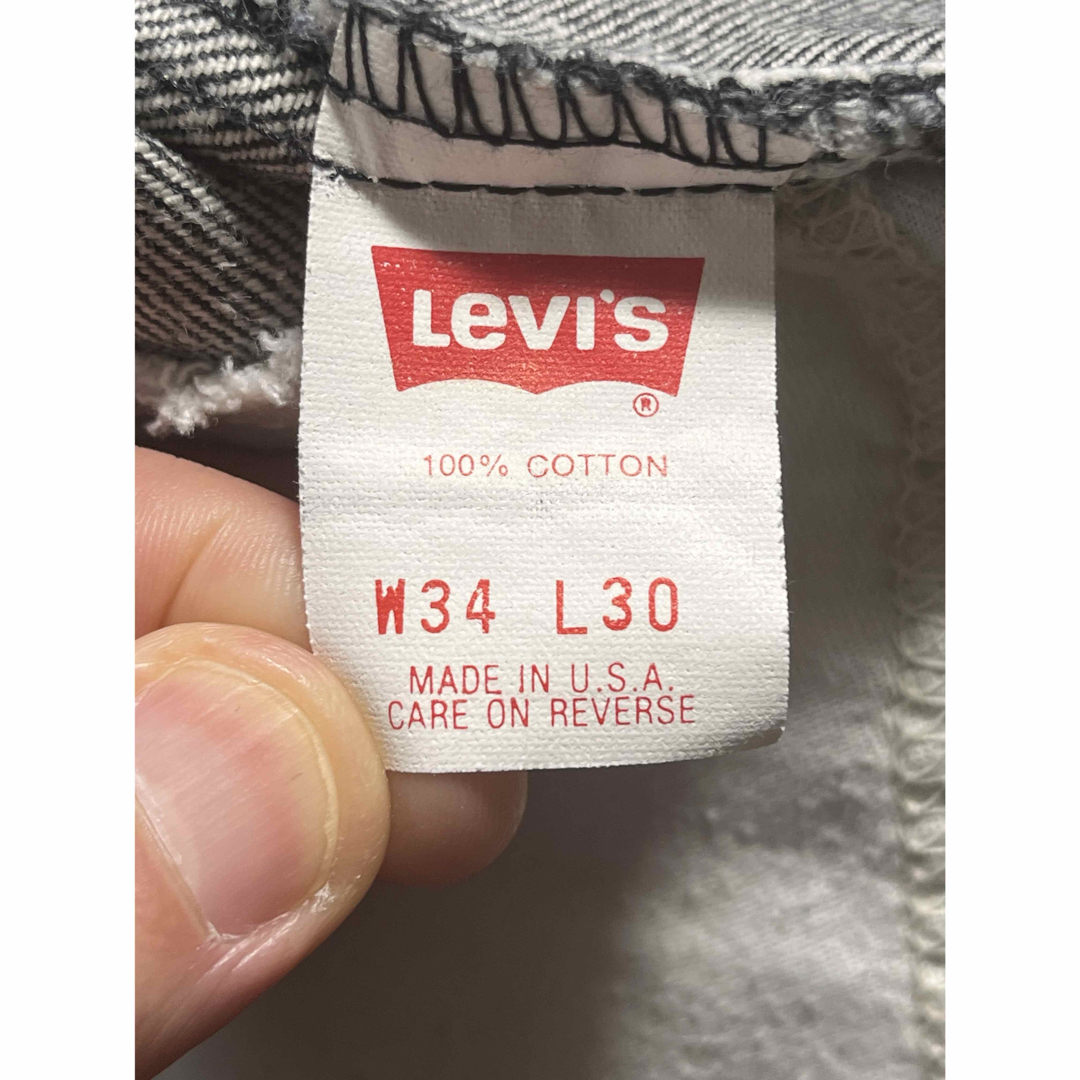 Levi's
®
100% COTTON
W34 L30
MADE IN U.S.A.
CARE ON REVERSE